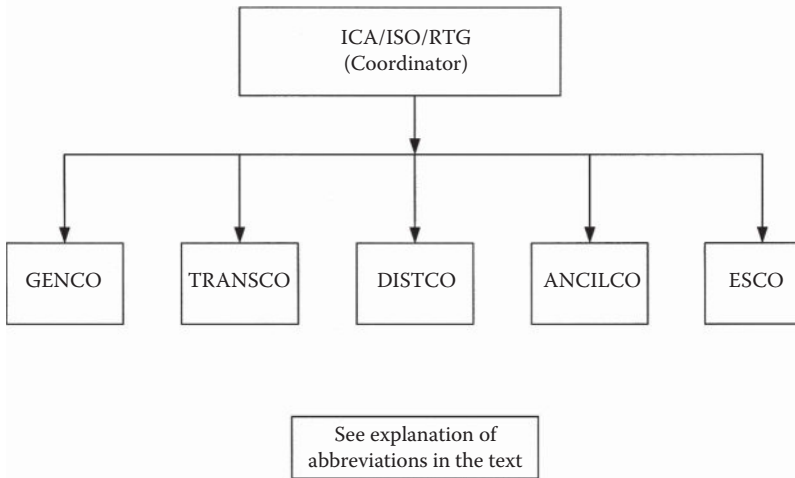 ICA/ISO/RTG
(Coordinator)
GENCO
TRANSCO
DISTCO
ANCILCO
ESCO
See explanation of
abbreviations in the text